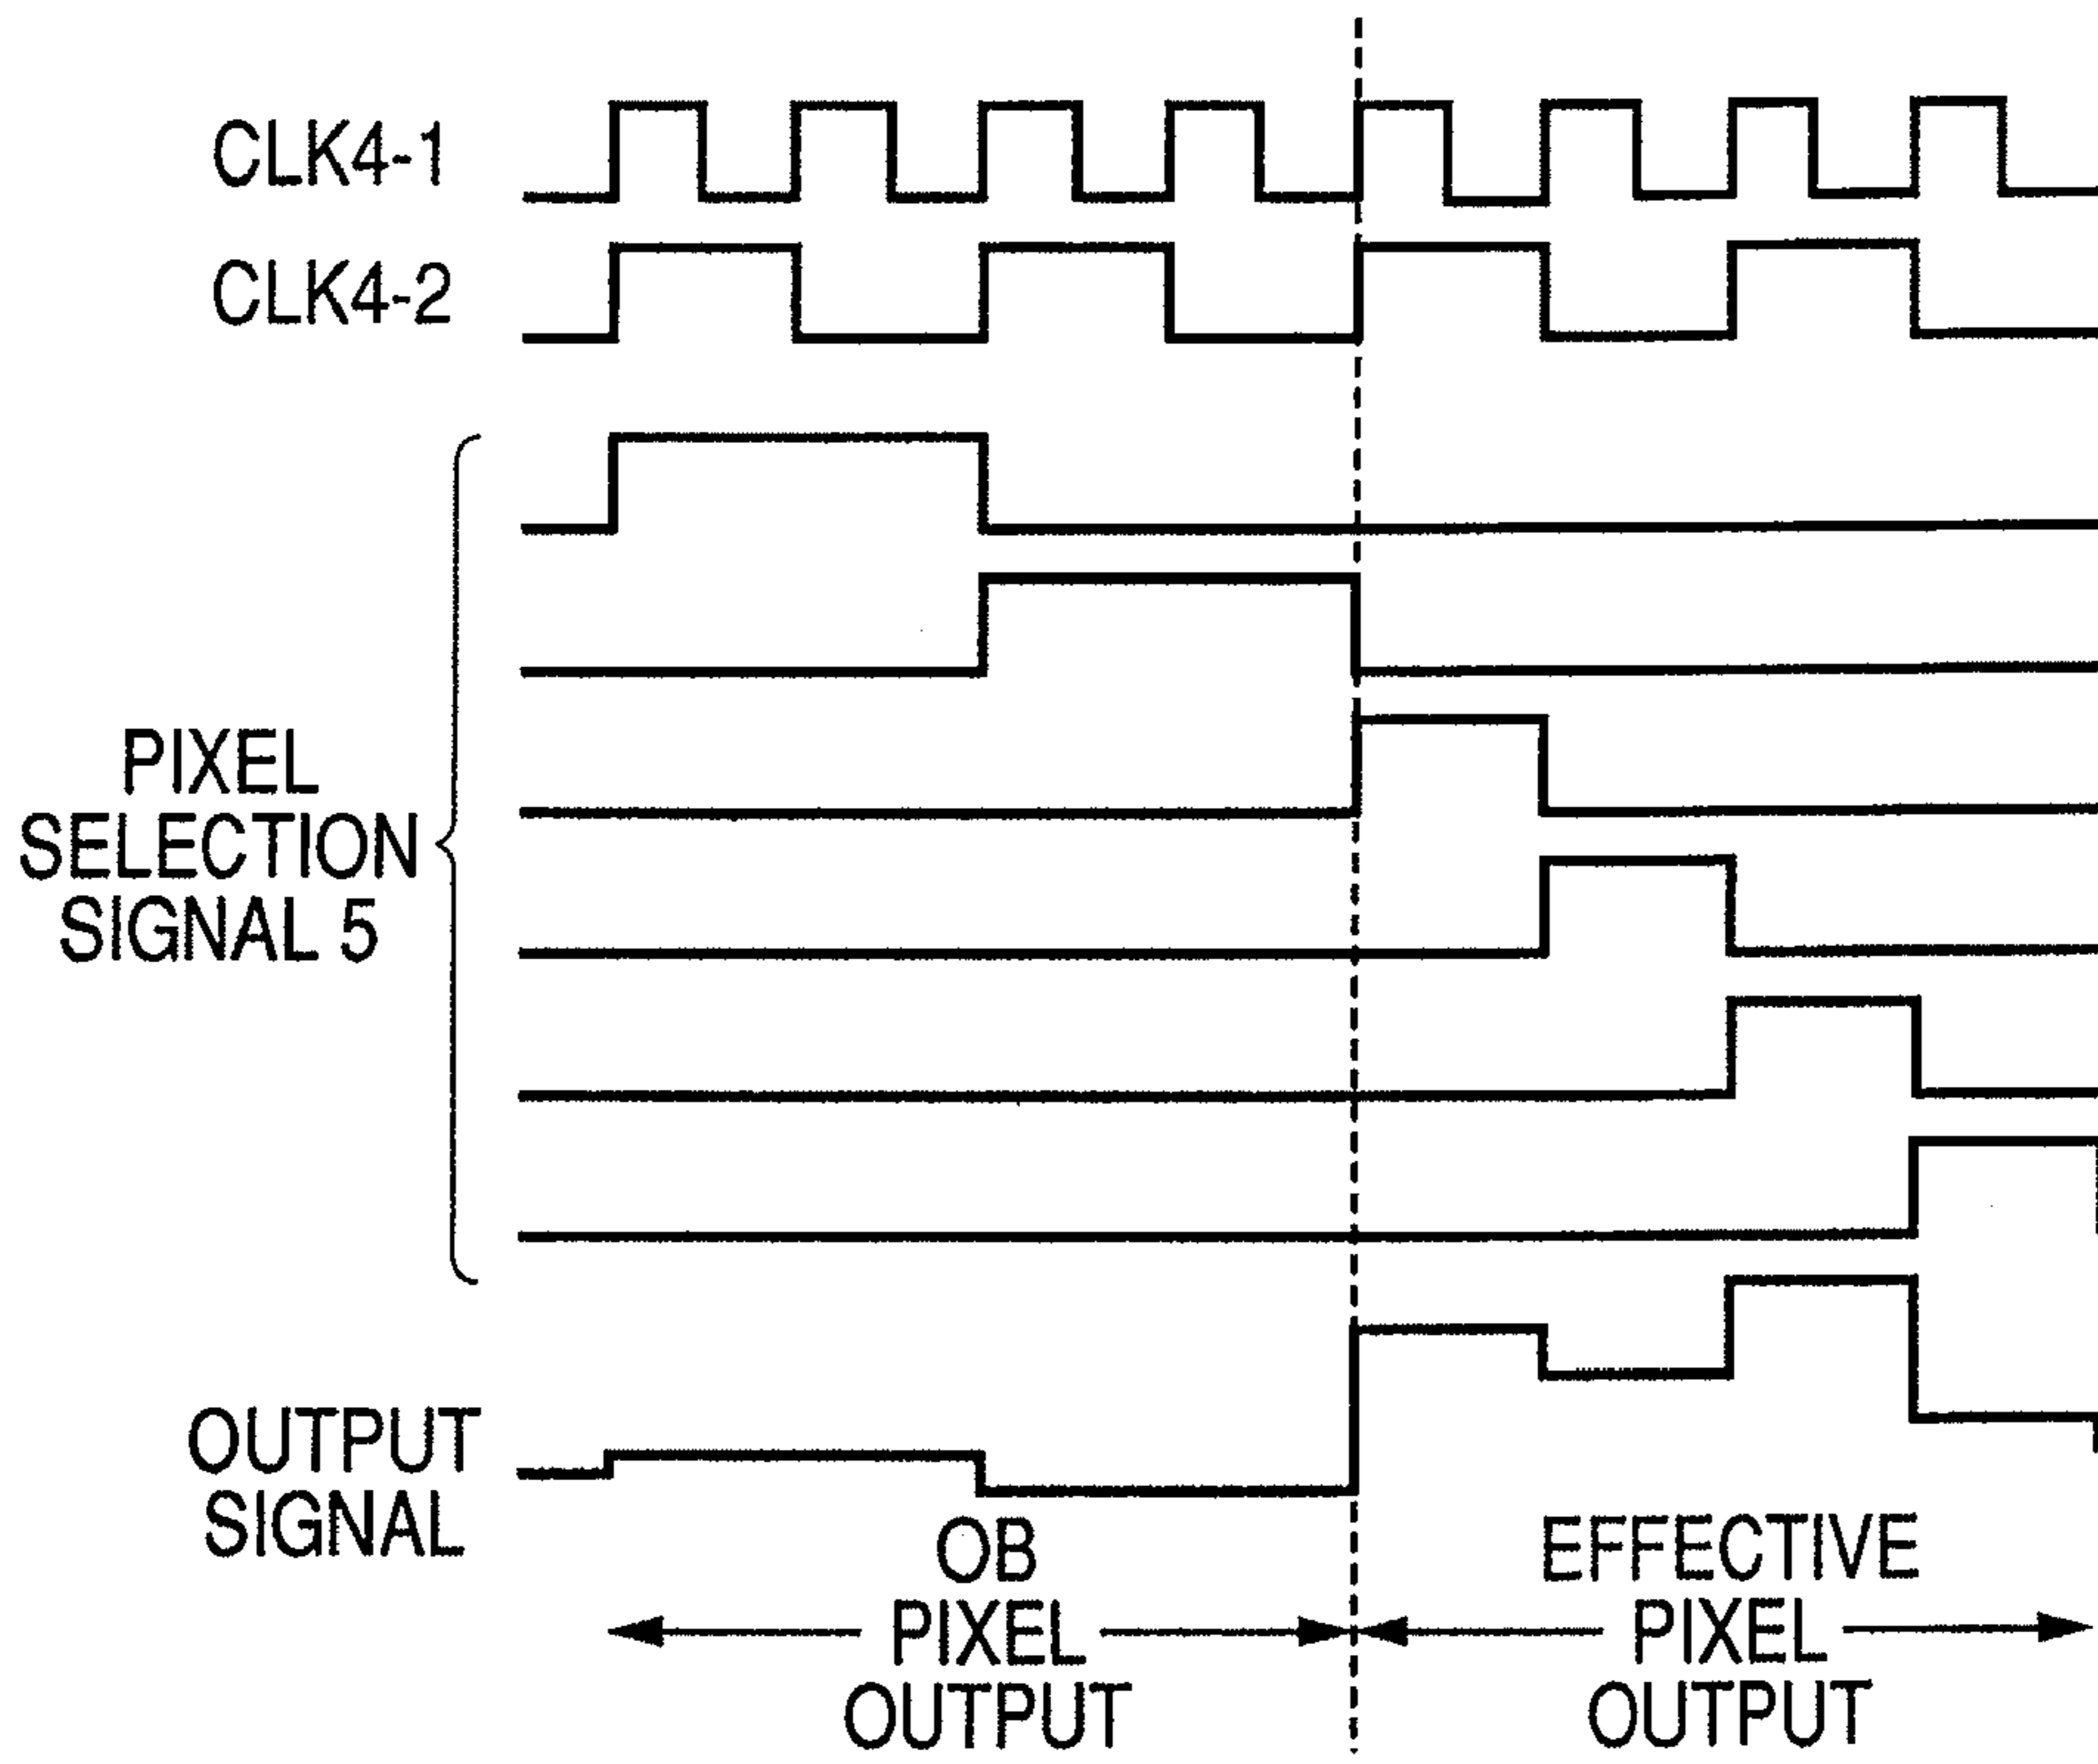 CLK4-1
CLK4-2
PIXEL
SELECTION
SIGNAL 5
OUTPUT
SIGNAL
OB
PIXEL
OUTPUT
EFFECTIVE
PIXEL
OUTPUT